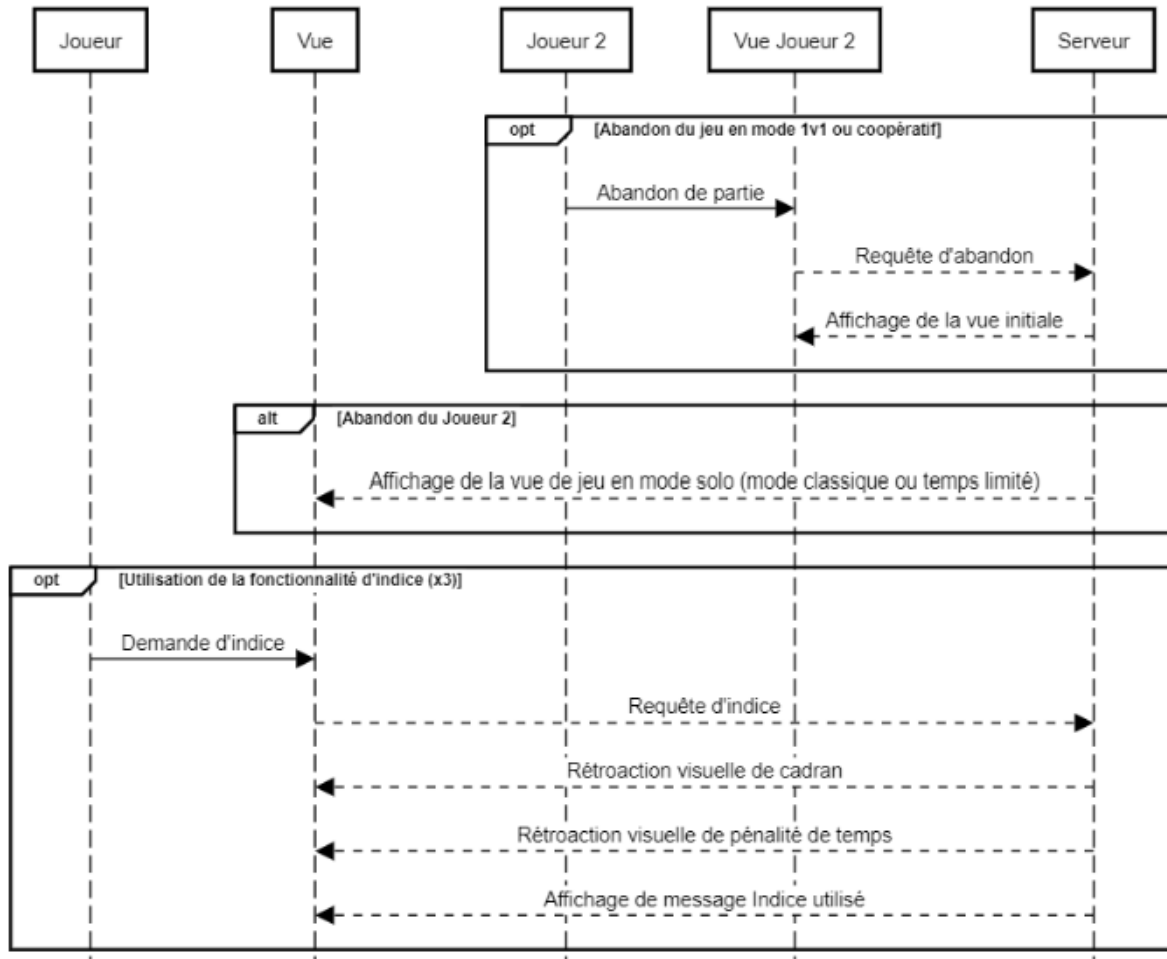 Joueur
Vue
Joueur 2
Vue Joueur 2
Serveur
opt
[Abandon du jeu en mode 1v1 ou coopératif]
Abandon de partie
Requête d'abandon
Affichage de la vue initiale
alt
[Abandon du Joueur 2]
Affichage de la vue de jeu en mode solo (mode classique ou temps limité)
opt
[Utilisation de la fonctionnalité d'indice (x3)]
Demande d'indice
Requête d'indice
Rétroaction visuelle de cadran
Rétroaction visuelle de pénalité de temps
Affichage de message Indice utilisé